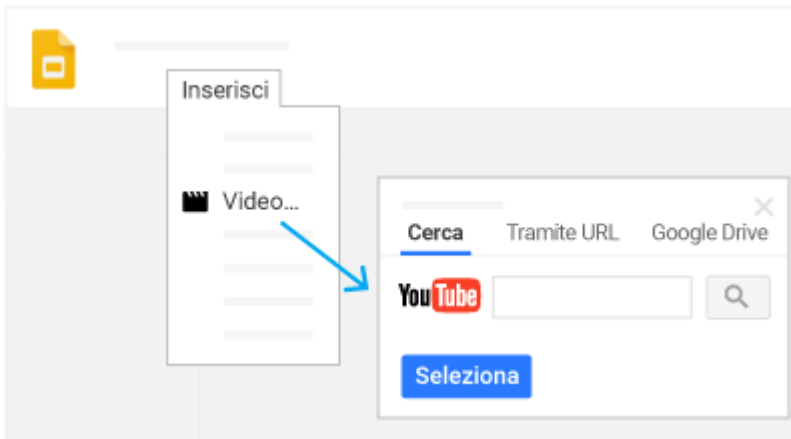 Inserisci
Video...
Cerca Tramite URL Google Drive
YouTube
Seleziona